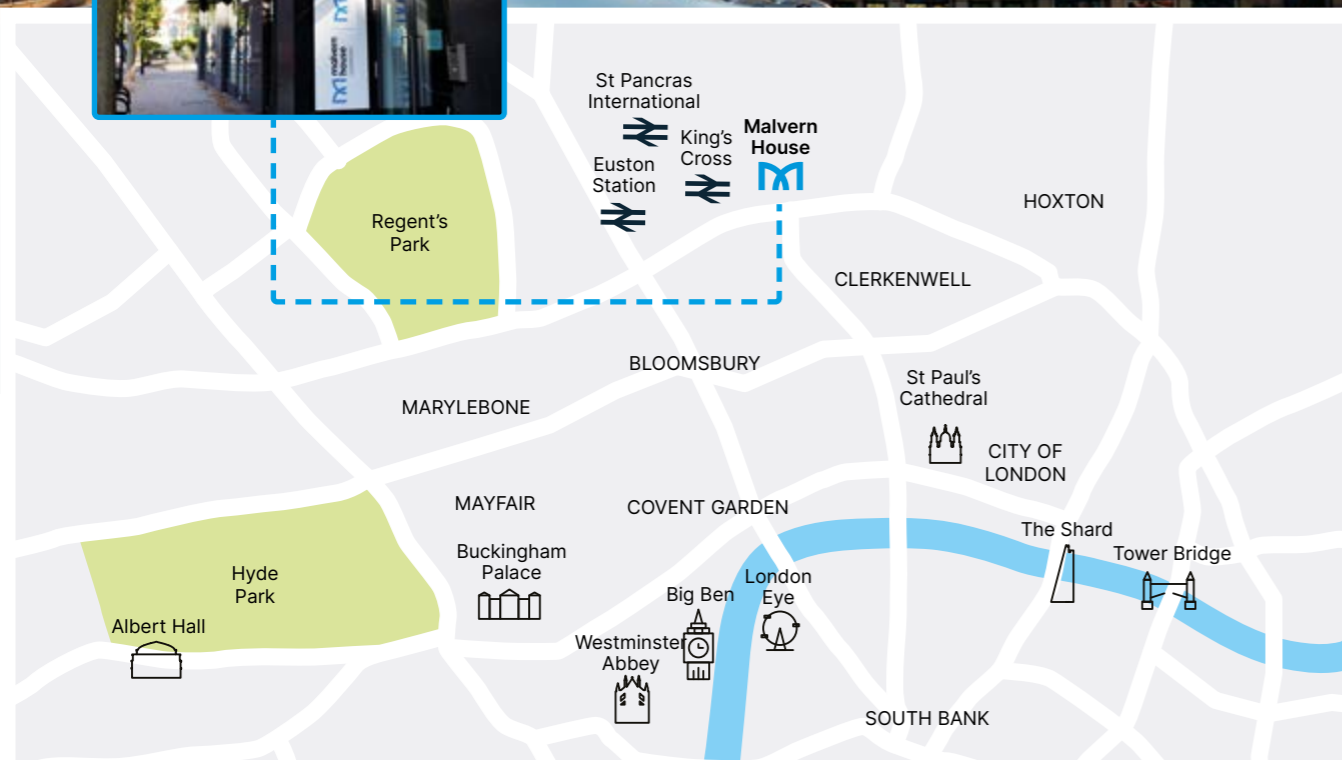 malvern
house
St Pancras
International
King’s
Cross
Malvern
House
Euston
Station
HOXTON
Regent’s
Park
CLERKENWELL
BLOOMSBURY
St Paul’s
Cathedral
MARYLEBONE
CITY OF
LONDON
MAYFAIR
COVENT GARDEN
The Shard
Buckingham
Palace
Tower Bridge
Hyde
Park
London
Eye
Big Ben
Albert Hall
Westminster
Abbey
SOUTH BANK